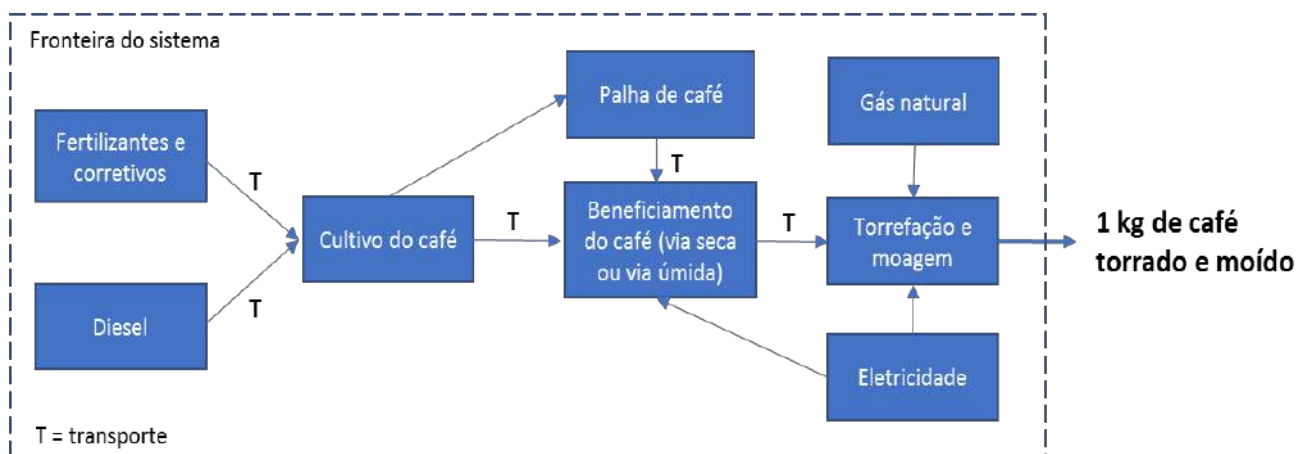 Fronteira do sistema
Fertilizantes e
corretivos
T
Diesel
T
Cultivo do café
T
Palha de café
T
Beneficiamento
do café (via seca
ou via úmida)
T
Gás natural
Torrefação e
moagem
Eletricidade
1 kg de café
torrado e moído
T = transporte